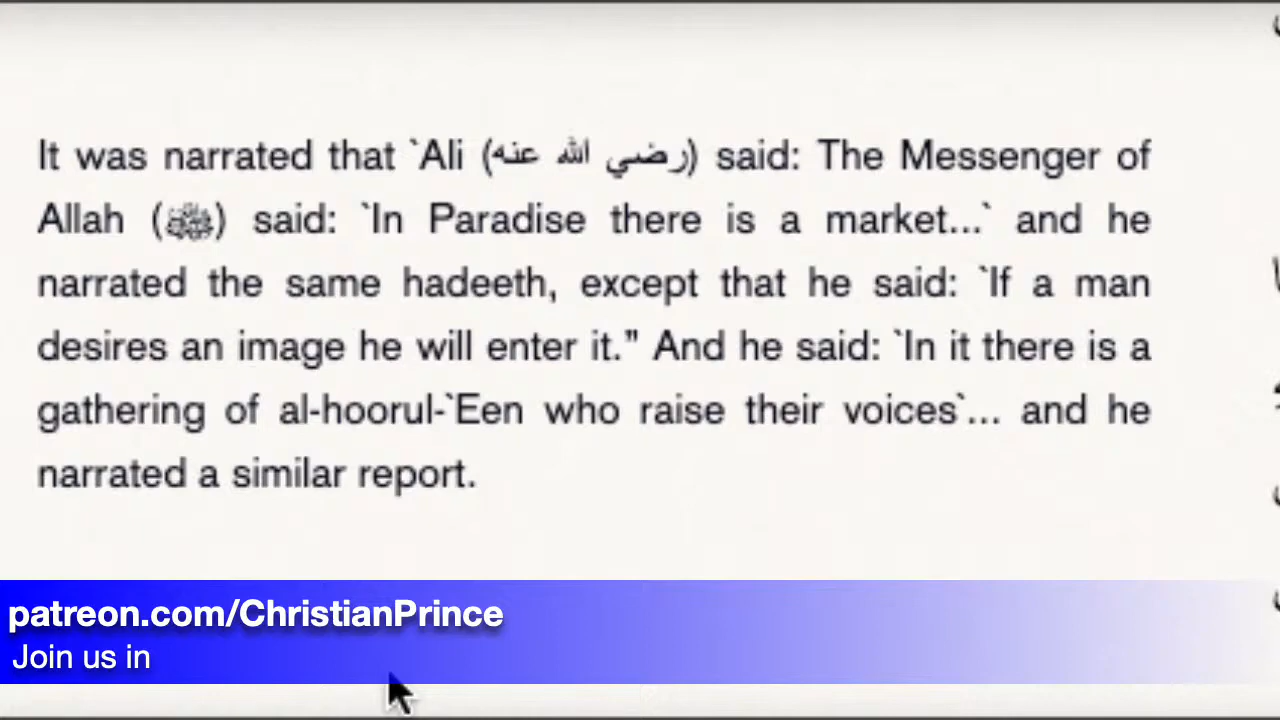 It was narrated that `Ali (رضي الله عنه) said: The Messenger of
Allah (ﷺ) said: `In Paradise there is a market...` and he
narrated the same hadeeth, except that he said: `If a man
desires an image he will enter it." And he said: `In it there is a
gathering of al-hoorul-`Een who raise their voices`... and he
narrated a similar report.
patreon.com/ChristianPrince
Join us in